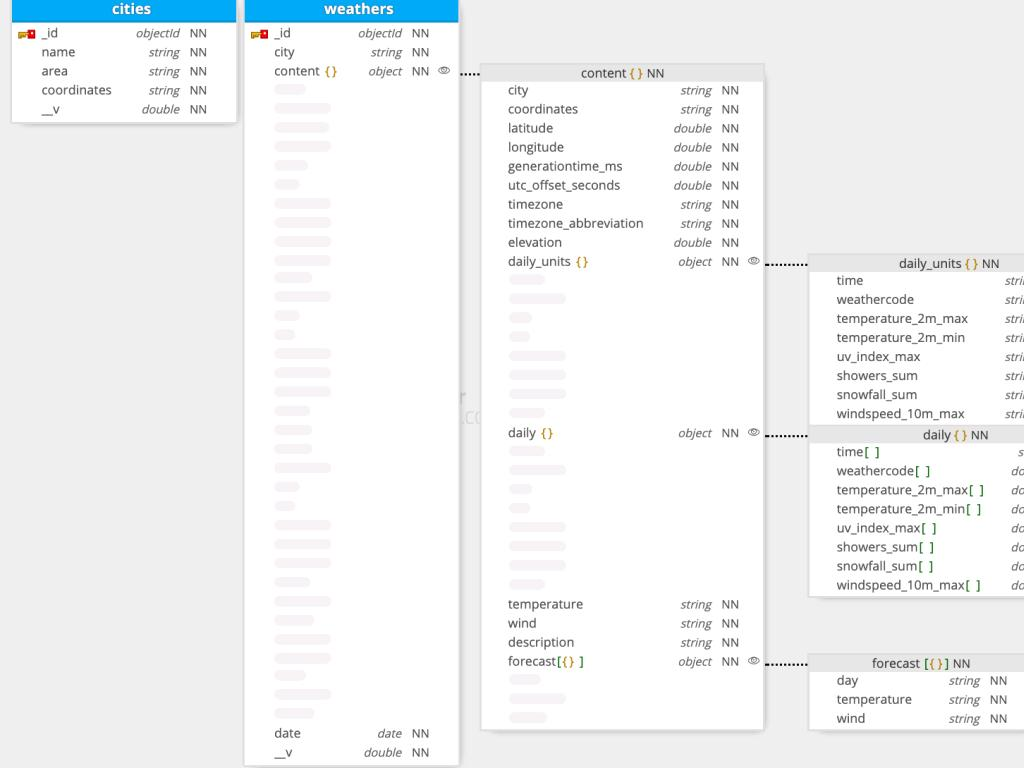 cities
_id objectId NN
name string NN
area string NN
coordinates string NN
__v double NN
weathers
_id objectId NN
city string NN
content {} object NN
date date NN
__v double NN
content {} NN
city string NN
coordinates string NN
latitude double NN
longitude double NN
generationtime_ms double NN
utc_offset_seconds double NN
timezone string NN
timezone_abbreviation string NN
elevation double NN
daily_units {} object NN
daily {} object NN
temperature string NN
wind string NN
description string NN
forecast[{} ] object NN
daily_units {} NN
time
weathercode
temperature_2m_max
temperature_2m_min
uv_index_max
showers_sum
snowfall_sum
windspeed_10m_max
daily {} NN
time[ ]
weathercode[ ]
temperature_2m_max[ ]
temperature_2m_min[ ]
uv_index_max[ ]
showers_sum[ ]
snowfall_sum[ ]
windspeed_10m_max[ ]
forecast [{}] NN
day string NN
temperature string NN
wind string NN